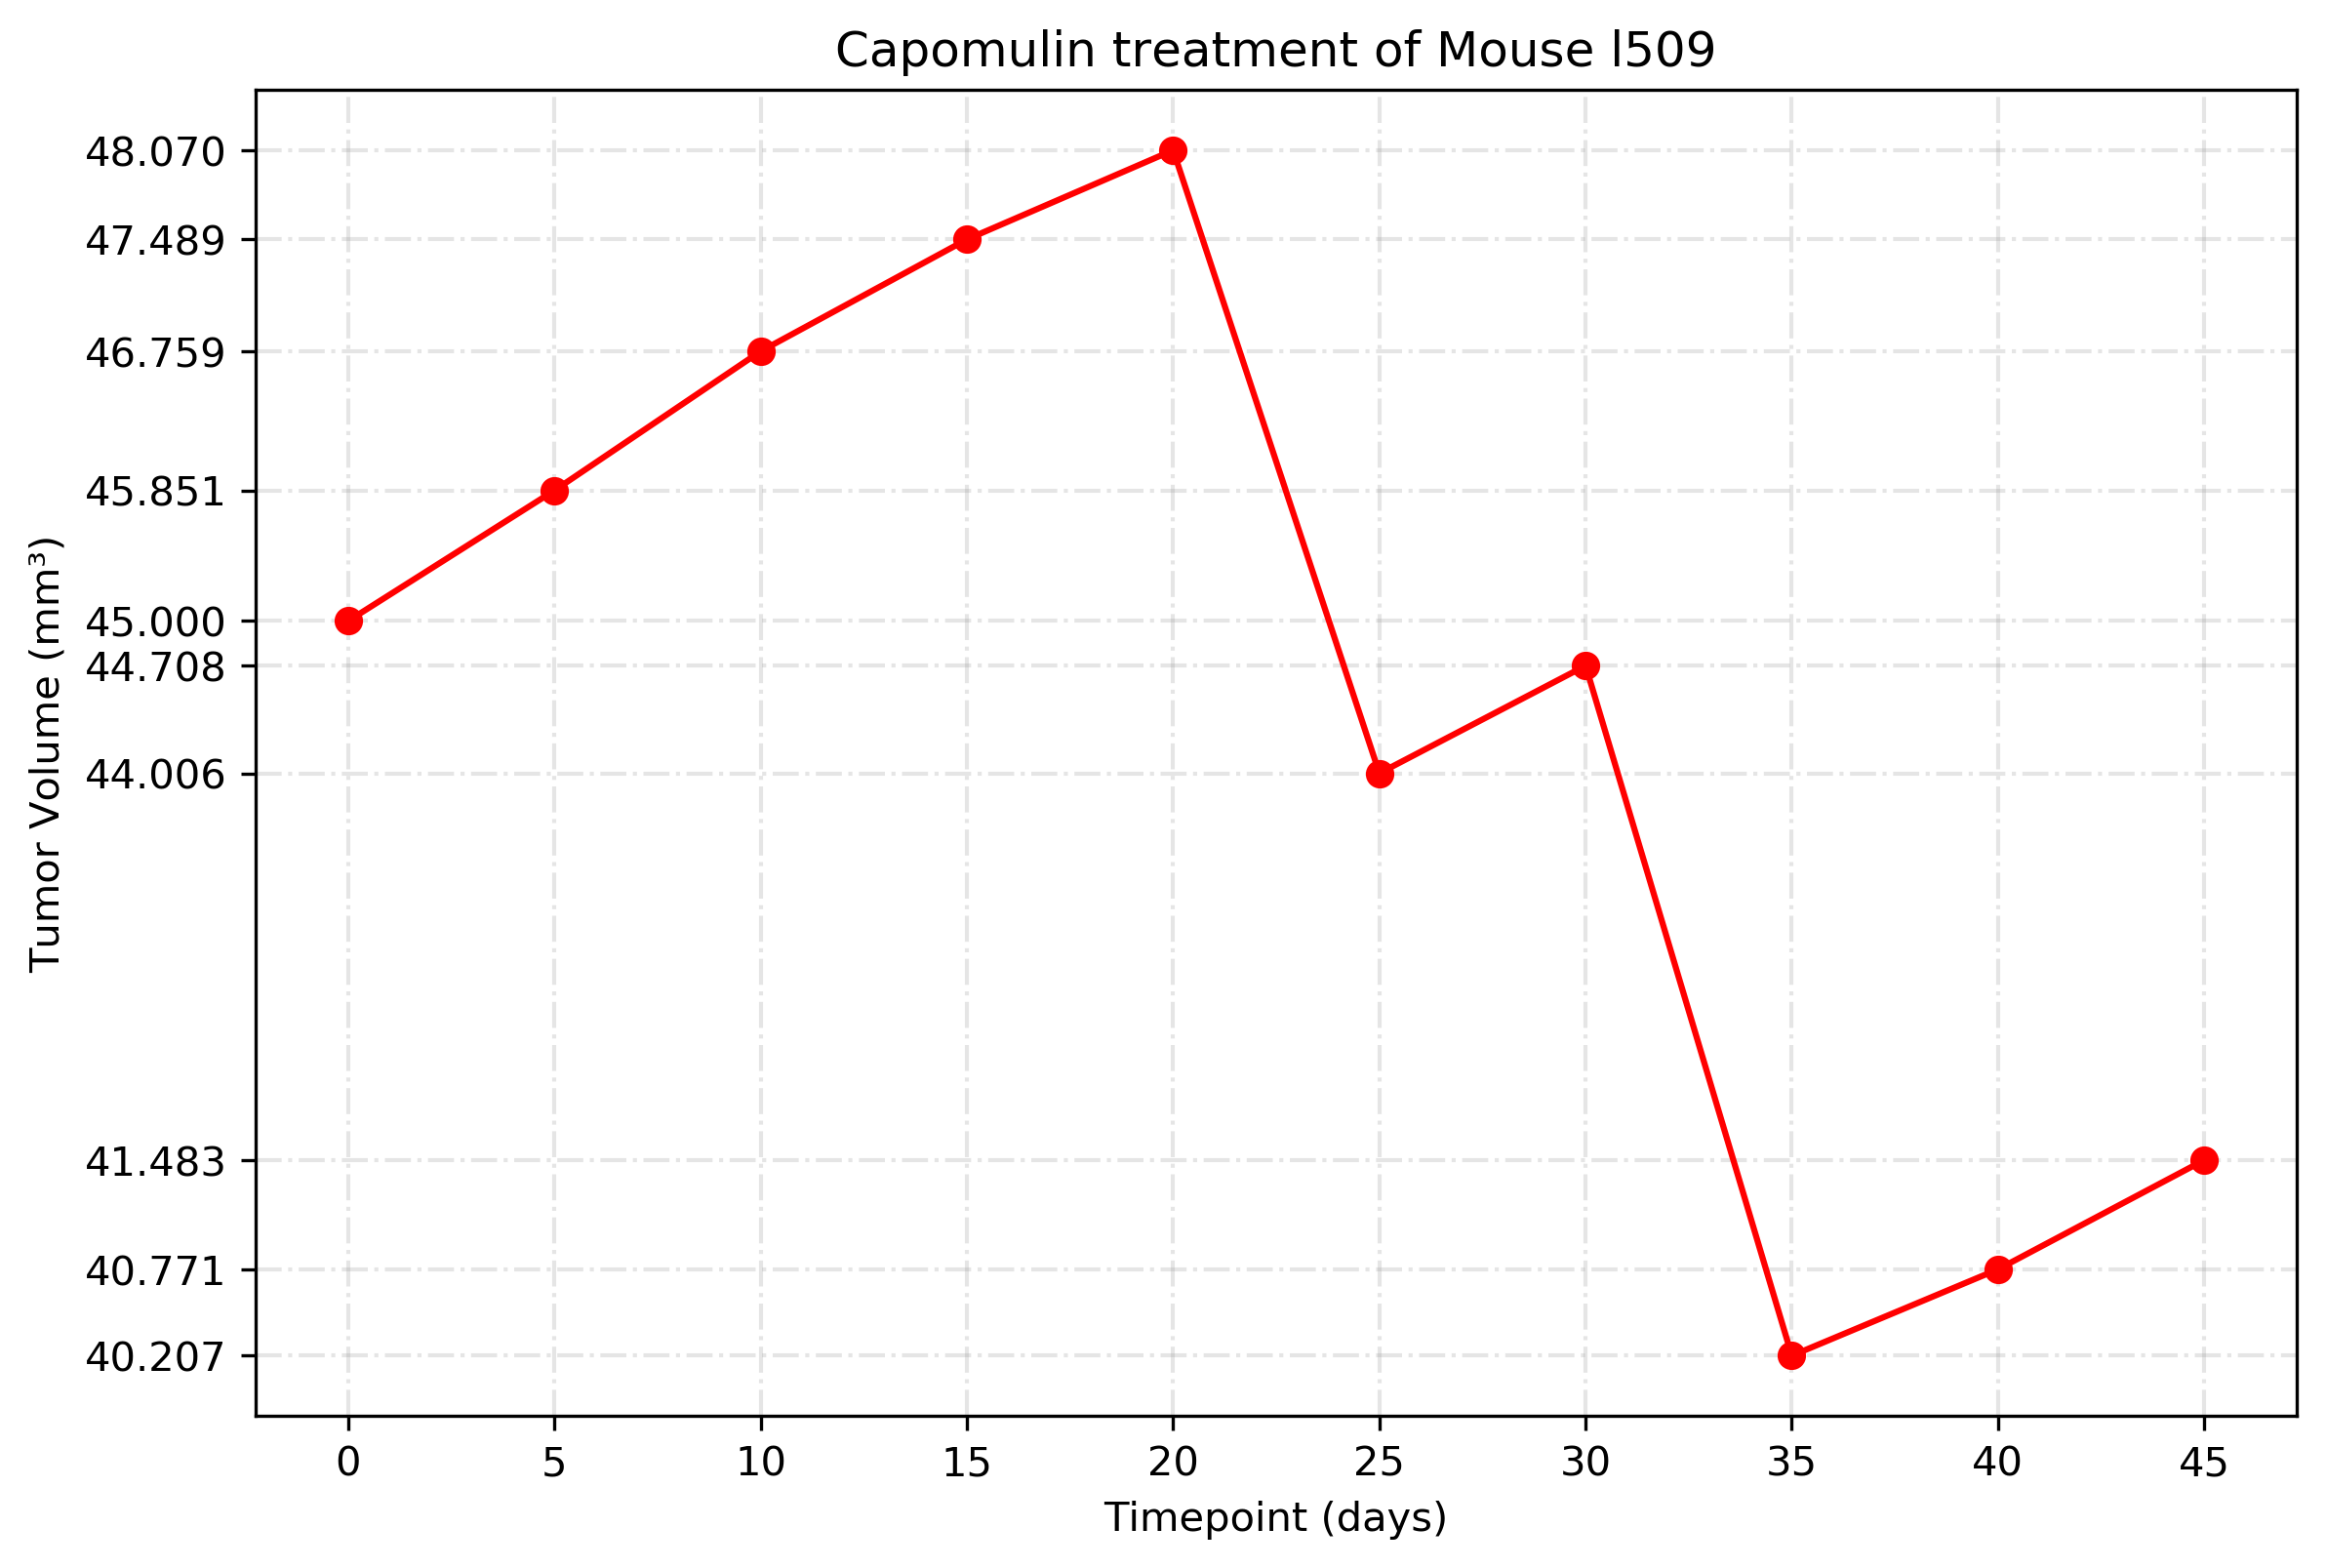 Capomulin treatment of Mouse l509
Tumor Volume (mm³)
48.070
47.489
46.759
45.851
45.000
44.708
44.006
41.483
40.771
40.207
0 5 10 15 20 25 30 35 40 45
Timepoint (days)